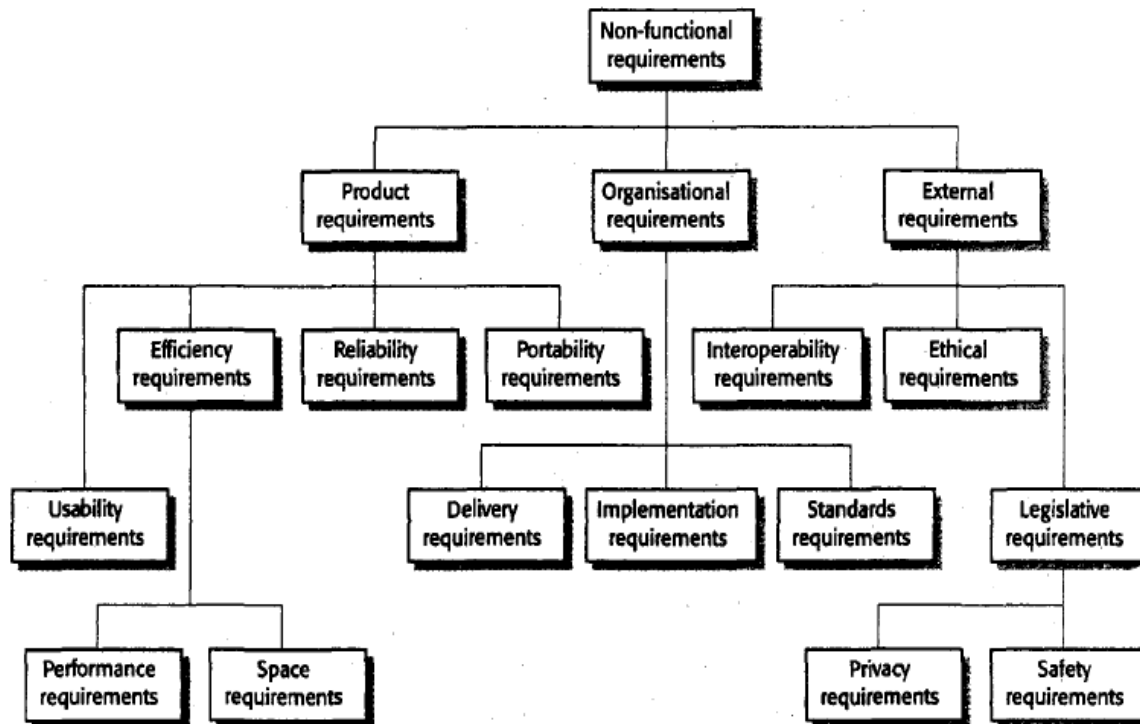 Non-functional
requirements
Product
requirements
Organisational
requirements
External
requirements
Efficiency
requirements
Reliability
requirements
Portability
requirements
Interoperability
requirements
Ethical
requirements
Usability
requirements
Delivery
requirements
Implementation
requirements
Standards
requirements
Legislative
requirements
Performance
requirements
Space
requirements
Privacy
requirements
Safety
requirements